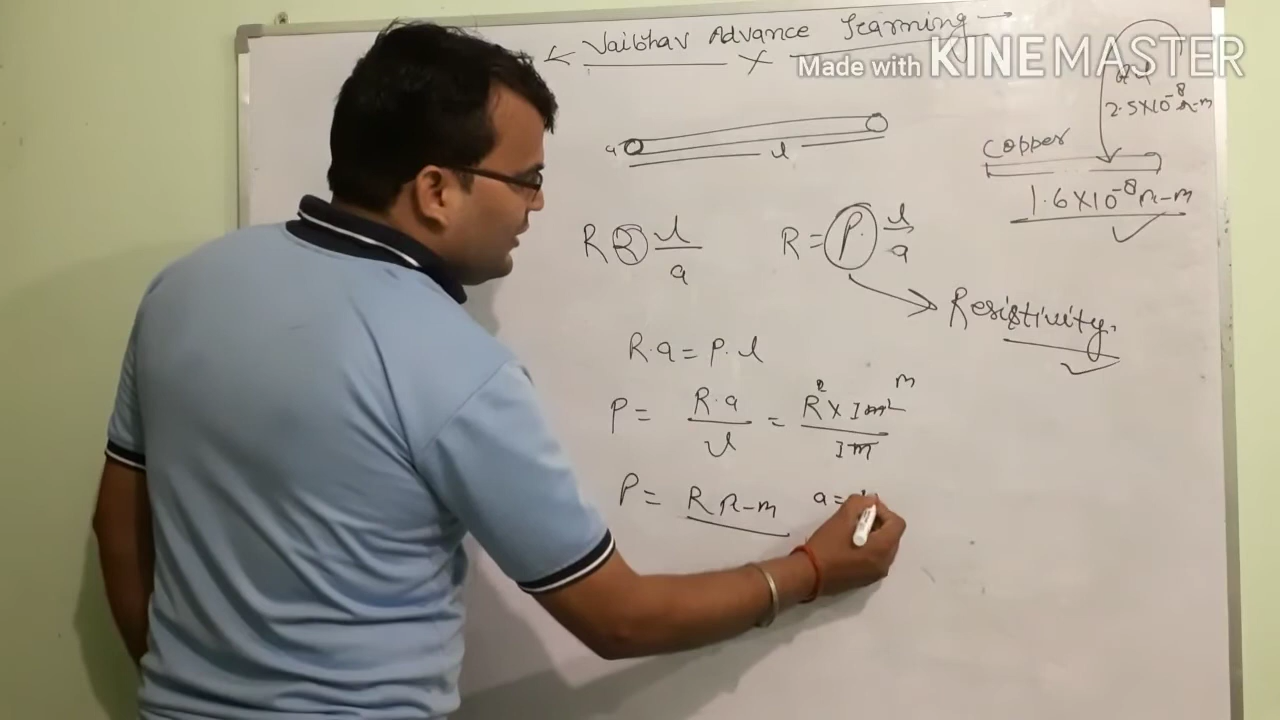 Vaibhav Advance Learning
Made with KINEMASTER
2.5×10⁻⁸ Ω-m
Copper
1.6×10⁻⁸ Ω-m
a
l
R ∝ l/a
R = ρ. l/a
Resistivity.
R.a = ρ.l
ρ = R.a/l = R Ω × 1m² m/1m
ρ = R Ω-m
a =